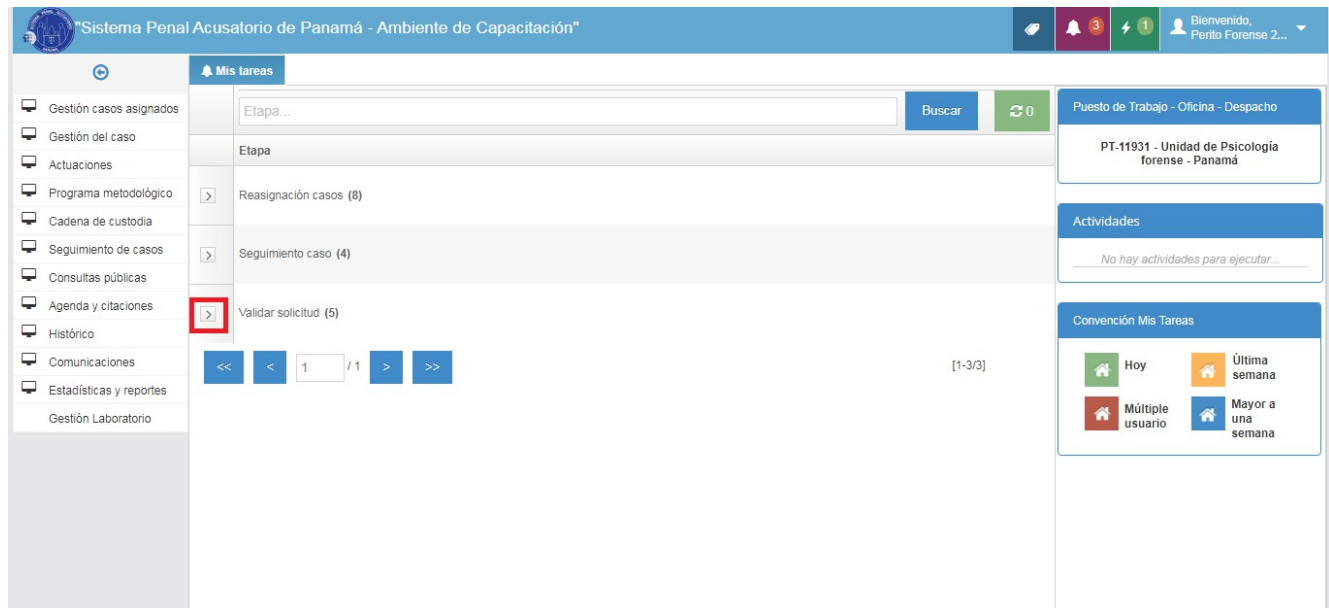 "Sistema Penal Acusatorio de Panamá - Ambiente de Capacitación"
3
1
Bienvenido,
Perito Forense 2...
Mis tareas
Gestión casos asignados
Gestión del caso
Actuaciones
Programa metodológico
Cadena de custodia
Seguimiento de casos
Consultas públicas
Agenda y citaciones
Histórico
Comunicaciones
Estadísticas y reportes
Gestión Laboratorio
Etapa...
Buscar
0
Etapa
> Reasignación casos (8)
> Seguimiento caso (4)
> Validar solicitud (5)
<< < 1 / 1 > >> [1-3/3]
Puesto de Trabajo - Oficina - Despacho
PT-11931 - Unidad de Psicología
forense - Panamá
Actividades
No hay actividades para ejecutar...
Convención Mis Tareas
Hoy
Última
semana
Múltiple
usuario
Mayor a
una
semana